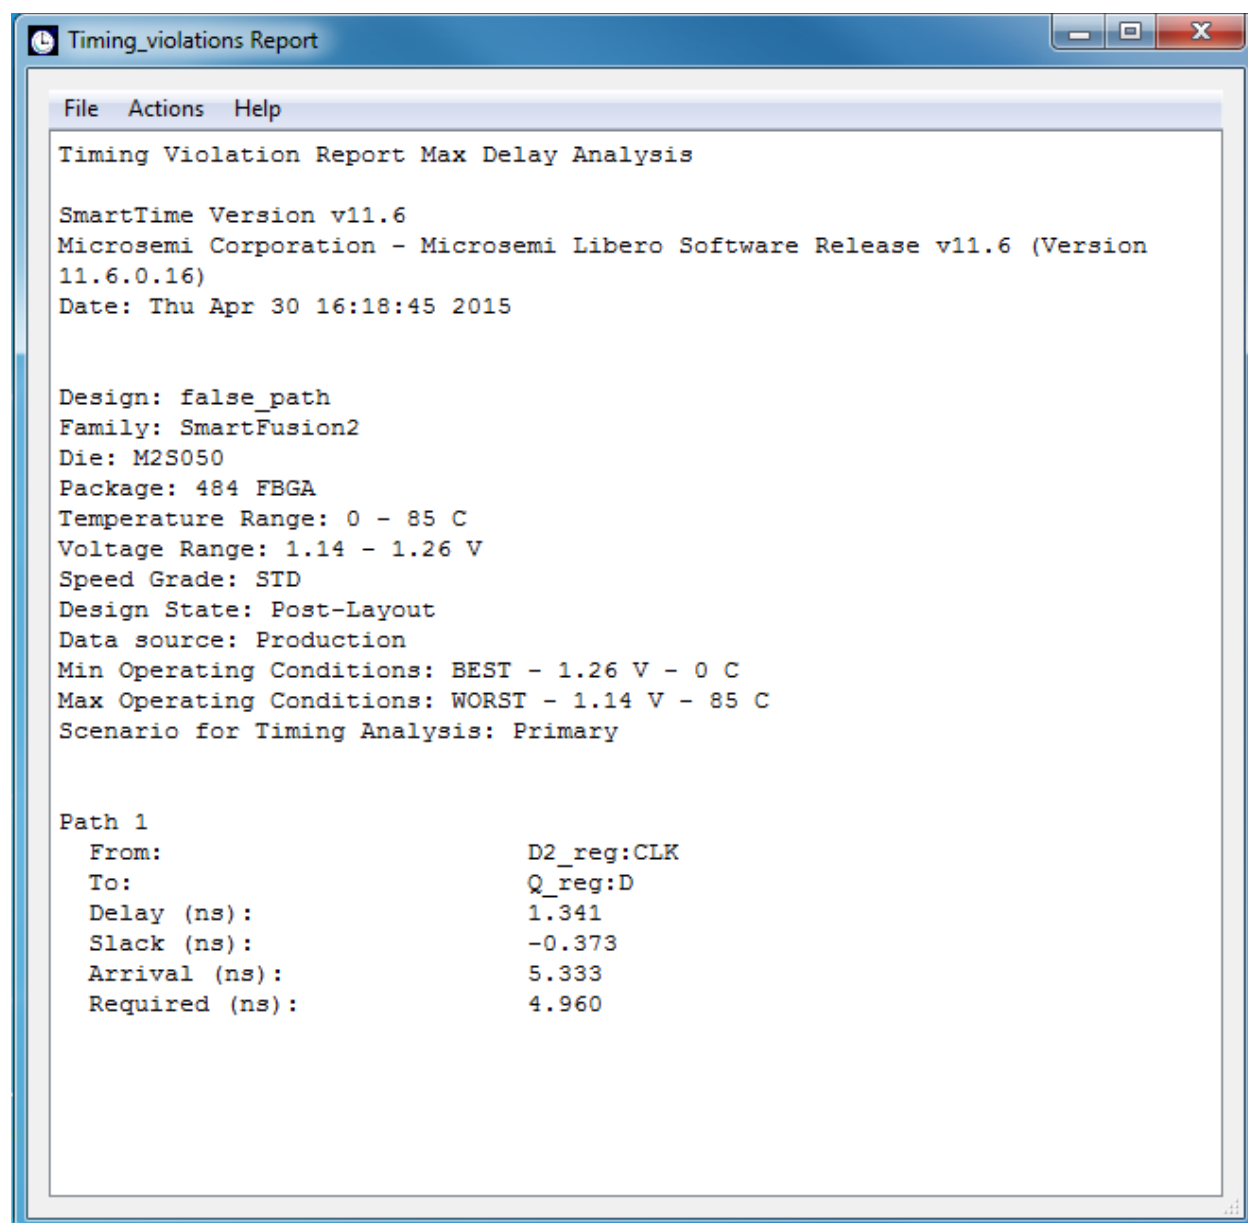 Timing_violations Report
File Actions Help
Timing Violation Report Max Delay Analysis
SmartTime Version v11.6
Microsemi Corporation - Microsemi Libero Software Release v11.6 (Version
11.6.0.16)
Date: Thu Apr 30 16:18:45 2015
Design: false_path
Family: SmartFusion2
Die: M2S050
Package: 484 FBGA
Temperature Range: 0 - 85 C
Voltage Range: 1.14 - 1.26 V
Speed Grade: STD
Design State: Post-Layout
Data source: Production
Min Operating Conditions: BEST - 1.26 V - 0 C
Max Operating Conditions: WORST - 1.14 V - 85 C
Scenario for Timing Analysis: Primary
Path 1
From: D2_reg:CLK
To: Q_reg:D
Delay (ns): 1.341
Slack (ns): -0.373
Arrival (ns): 5.333
Required (ns): 4.960